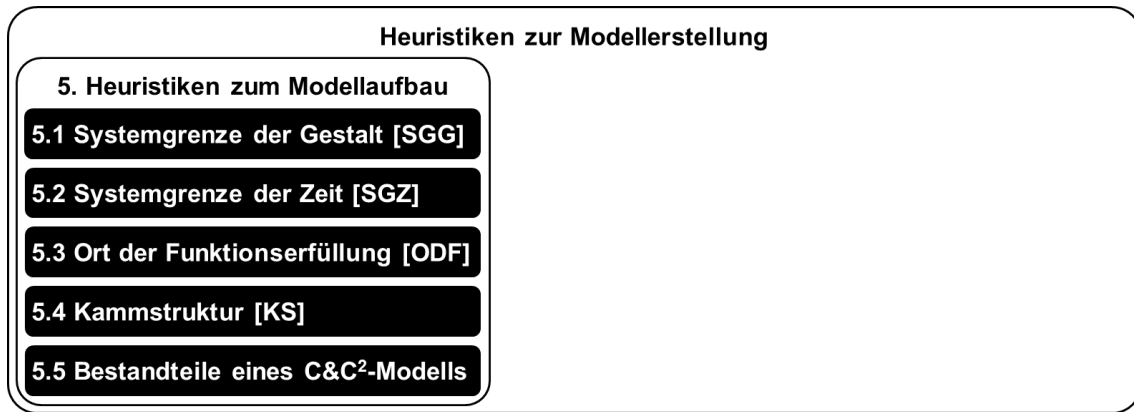 Heuristiken zur Modellerstellung
5. Heuristiken zum Modellaufbau
5.1 Systemgrenze der Gestalt [SGG]
5.2 Systemgrenze der Zeit [SGZ]
5.3 Ort der Funktionserfüllung [ODF]
5.4 Kammstruktur [KS]
5.5 Bestandteile eines C&C²-Modells